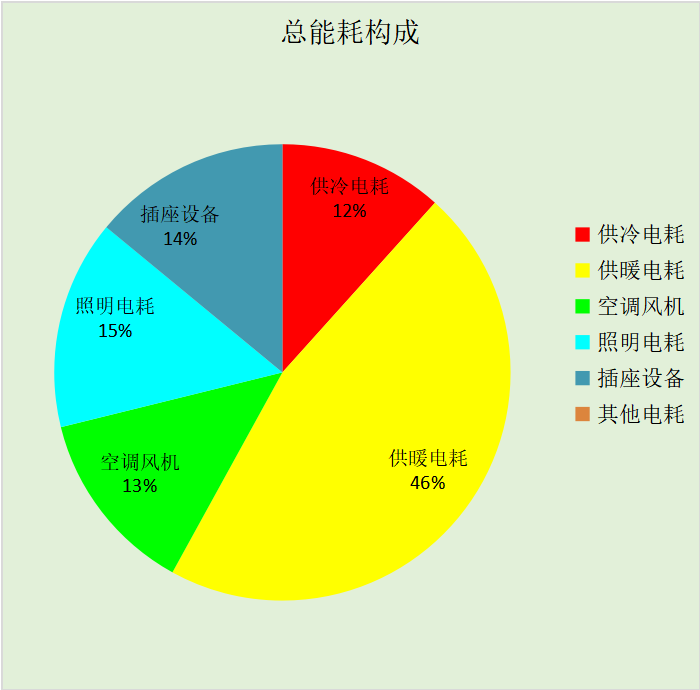 总能耗构成
供冷电耗
12%
插座设备
14%
照明电耗
15%
供暖电耗
46%
空调风机
13%
供冷电耗
供暖电耗
空调风机
照明电耗
插座设备
其他电耗